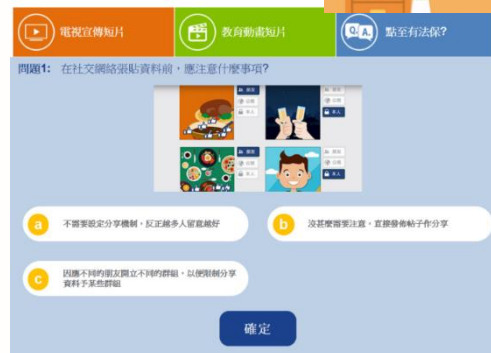 電視宣傳短片
教育動畫短片
Q&A
點至有法保?
問題1: 在社交網絡張貼資料前，應注意什麼事項?
a 不需要設定分享機制，反正越多人留意越好
b 沒甚麼需要注意，直接發佈帖子作分享
c 因應不同的朋友開立不同的群組，以便限制分享
資料予某些群組
確定